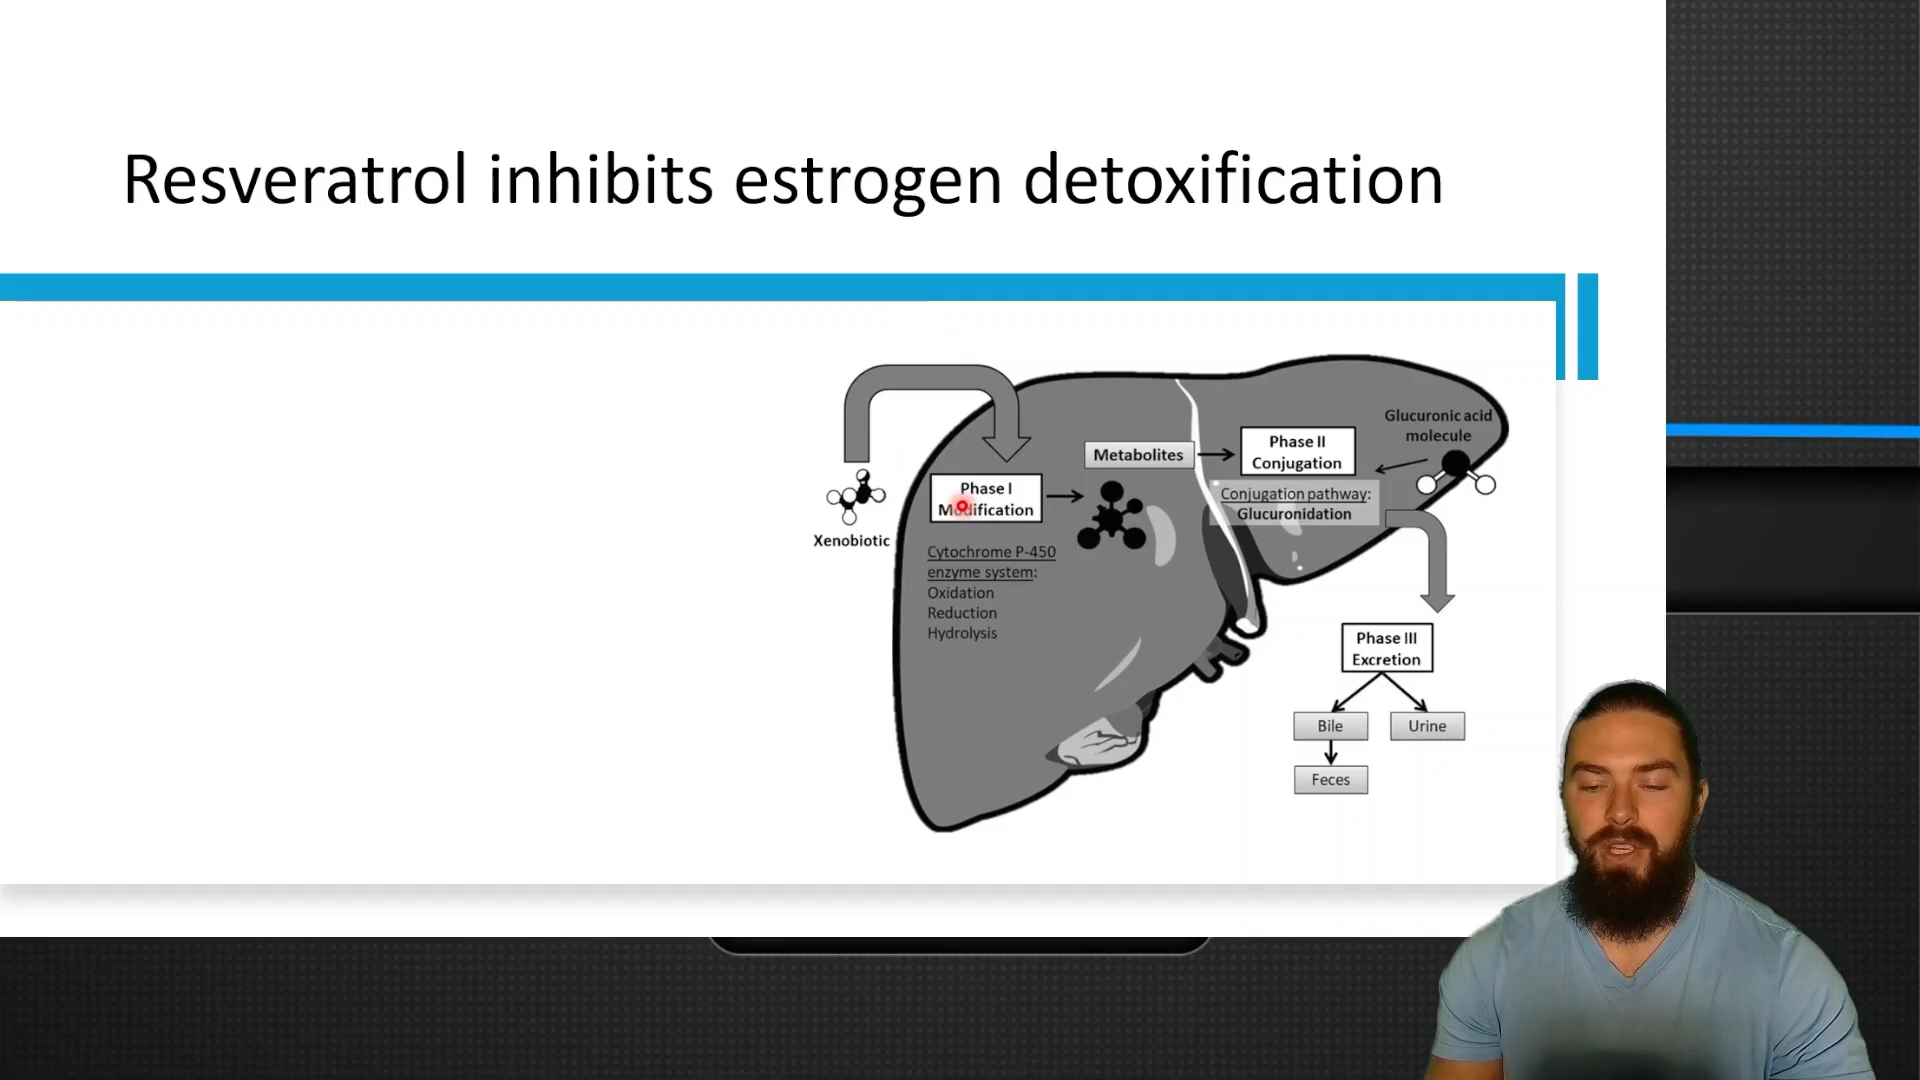 Resveratrol inhibits estrogen detoxification
Xenobiotic
Phase I
Modification
Cytochrome P-450
enzyme system:
Oxidation
Reduction
Hydrolysis
Metabolites
Phase II
Conjugation
Conjugation pathway:
Glucuronidation
Glucuronic acid
molecule
Phase III
Excretion
Bile
Urine
Feces